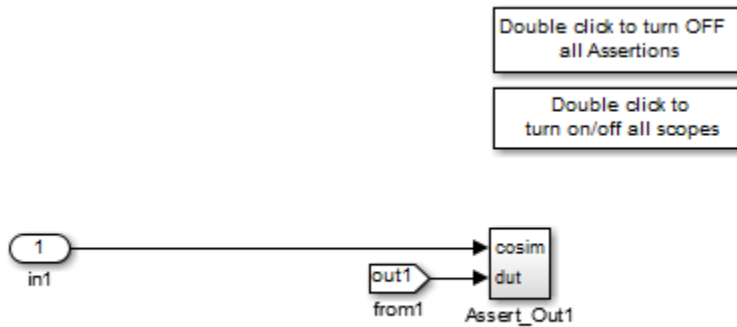 Double click to turn OFF
all Assertions
Double click to
turn on/off all scopes
1
in1
out1
from1
cosim
dut
Assert_Out1